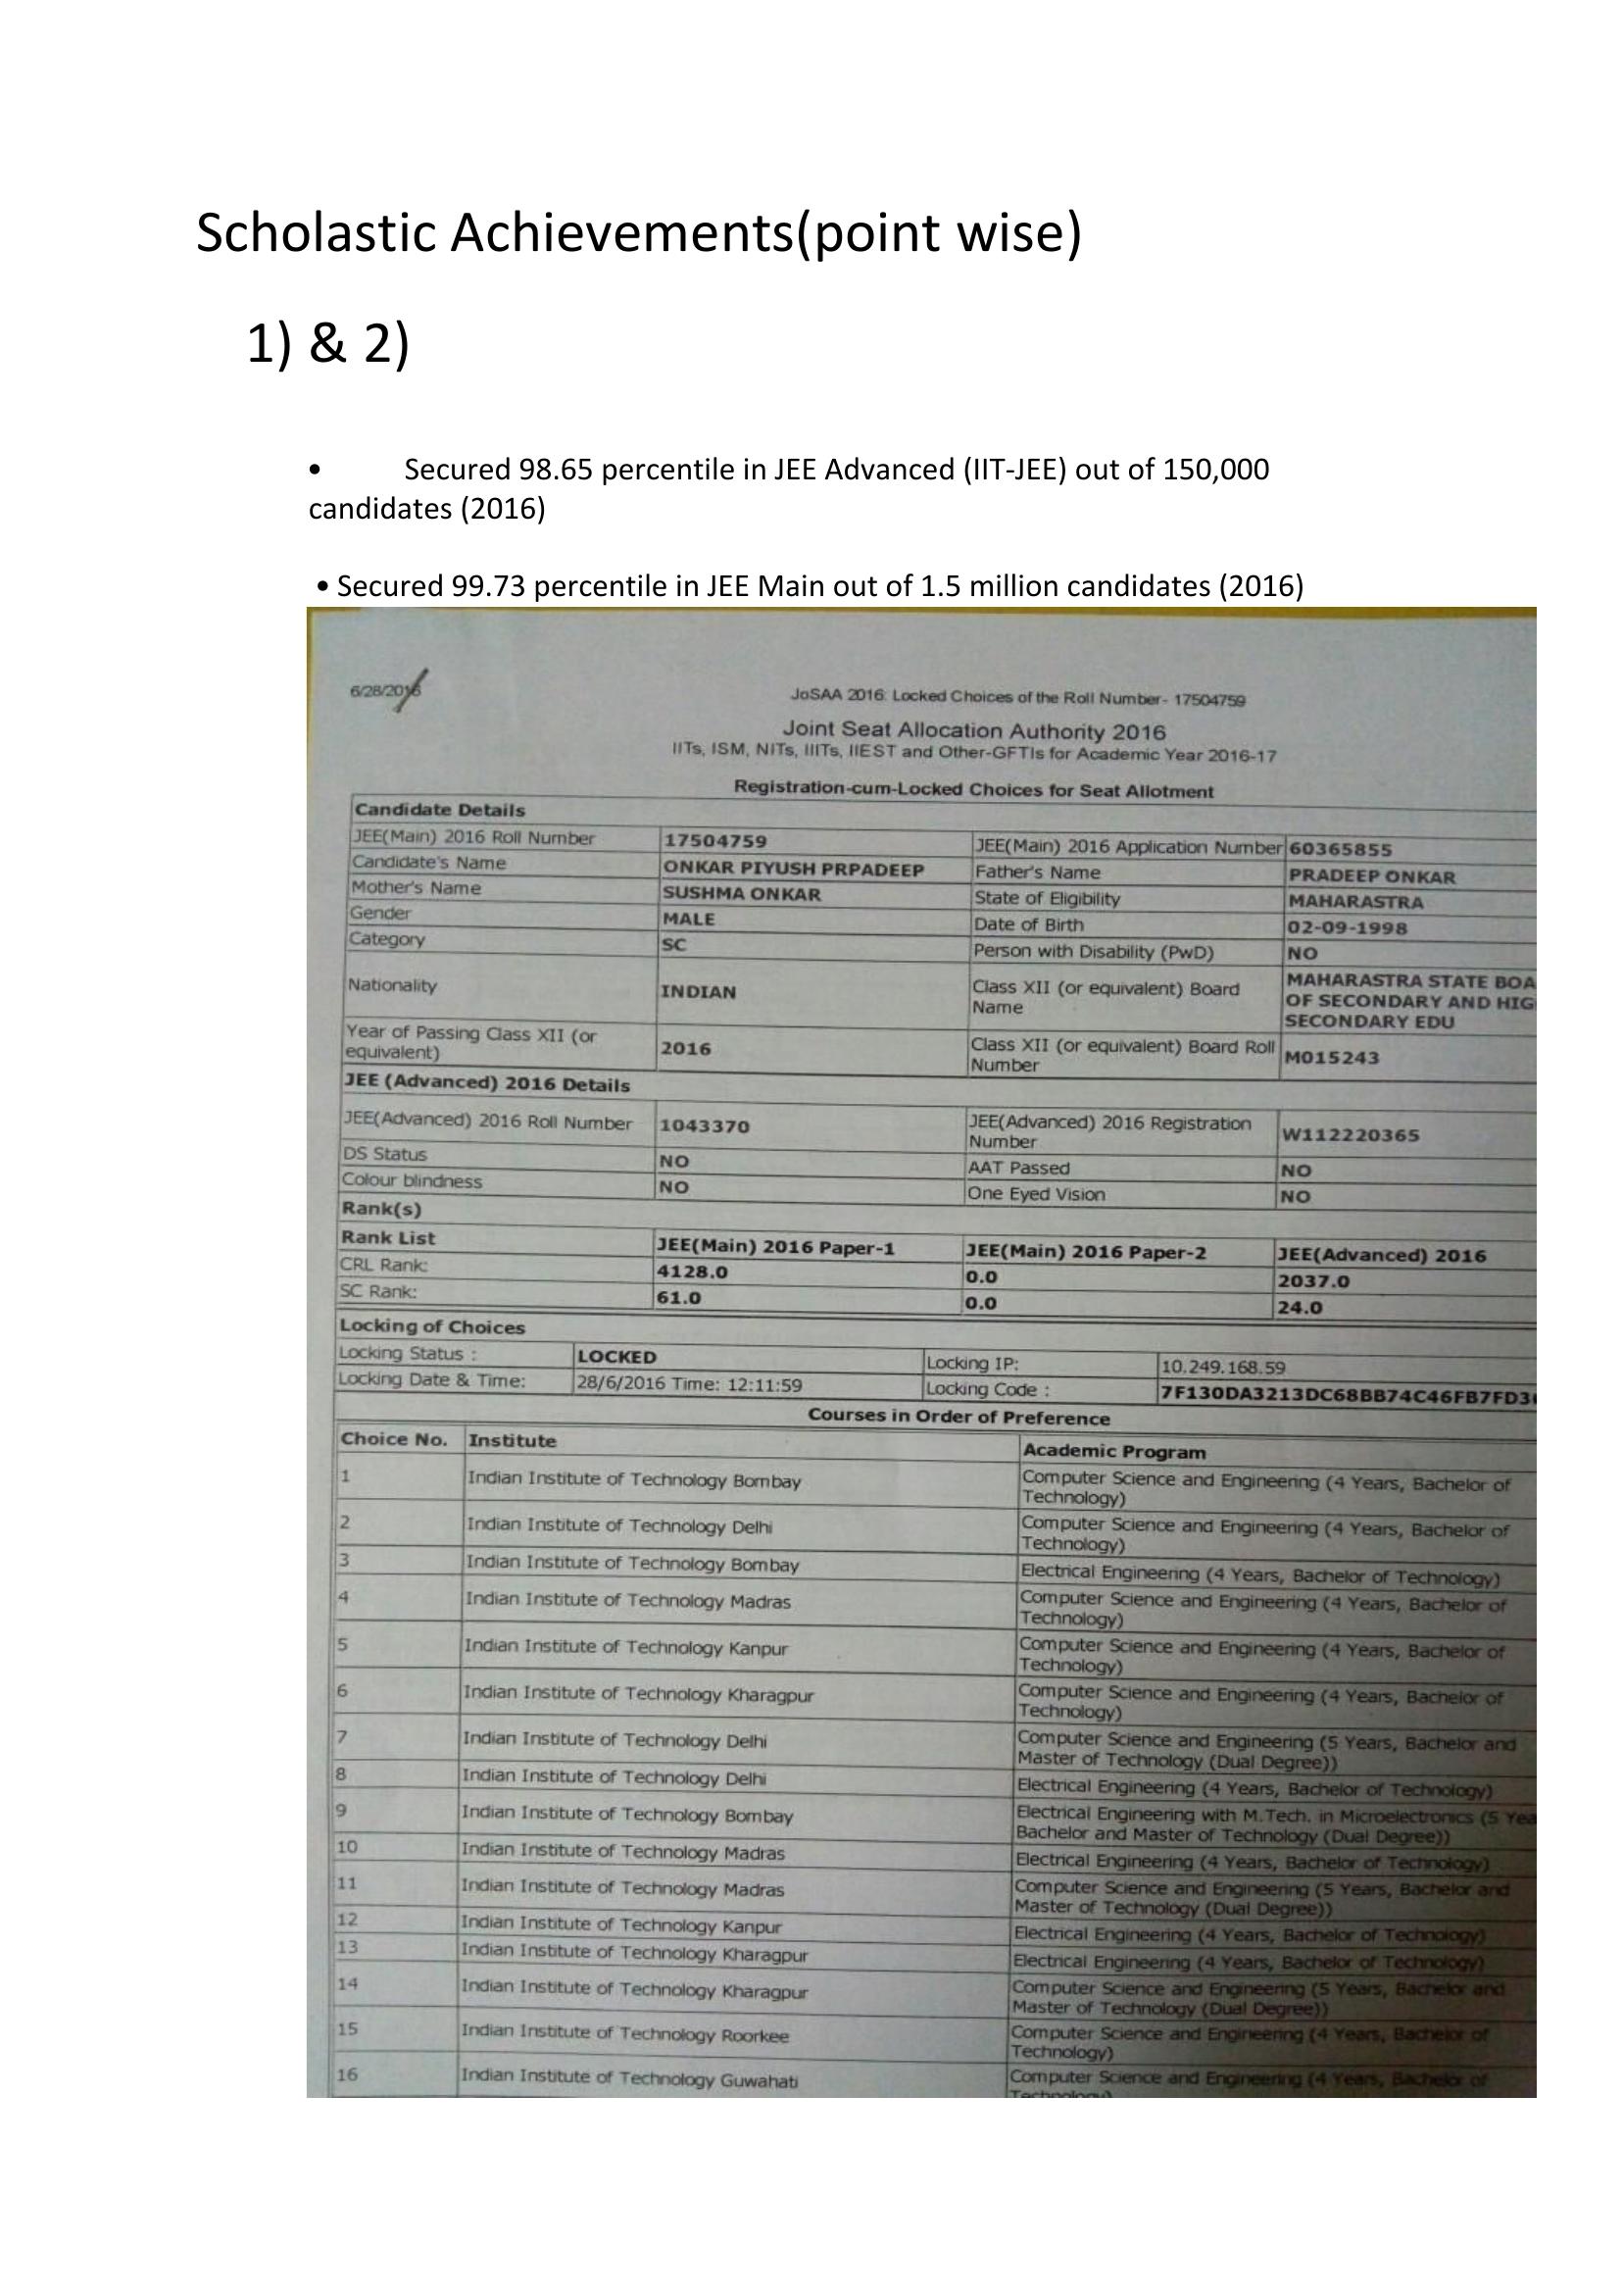 Scholastic Achievements(point wise)
1) & 2)
• Secured 98.65 percentile in JEE Advanced (IIT-JEE) out of 150,000
candidates (2016)
• Secured 99.73 percentile in JEE Main out of 1.5 million candidates (2016)
6/28/2016 JoSAA 2016: Locked Choices of the Roll Number- 17504759
Joint Seat Allocation Authority 2016
IITs, ISM, NITs, IIITs, IIEST and Other-GFTIs for Academic Year 2016-17
Registration-cum-Locked Choices for Seat Allotment
Candidate Details
JEE(Main) 2016 Roll Number 17504759 JEE(Main) 2016 Application Number 60365855
Candidate's Name ONKAR PIYUSH PRPADEEP Father's Name PRADEEP ONKAR
Mother's Name SUSHMA ONKAR State of Eligibility MAHARASTRA
Gender MALE Date of Birth 02-09-1998
Category SC Person with Disability (PwD) NO
Nationality INDIAN Class XII (or equivalent) Board
Name
MAHARASTRA STATE BOA
OF SECONDARY AND HIG
SECONDARY EDU
Year of Passing Class XII (or
equivalent)
2016
Class XII (or equivalent) Board Roll
Number
M015243
JEE (Advanced) 2016 Details
JEE(Advanced) 2016 Roll Number 1043370 JEE(Advanced) 2016 Registration
Number
W112220365
DS Status NO AAT Passed NO
Colour blindness NO One Eyed Vision NO
Rank(s)
Rank List JEE(Main) 2016 Paper-1 JEE(Main) 2016 Paper-2 JEE(Advanced) 2016
CRL Rank: 4128.0 0.0 2037.0
SC Rank: 61.0 0.0 24.0
Locking of Choices
Locking Status : LOCKED Locking IP: 10.249.168.59
Locking Date & Time: 28/6/2016 Time: 12:11:59 Locking Code : 7F130DA3213DC68BB74C46FB7FD3
Courses in Order of Preference
Choice No. Institute Academic Program
1 Indian Institute of Technology Bombay Computer Science and Engineering (4 Years, Bachelor of
Technology)
2 Indian Institute of Technology Delhi Computer Science and Engineering (4 Years, Bachelor of
Technology)
3 Indian Institute of Technology Bombay Electrical Engineering (4 Years, Bachelor of Technology)
4 Indian Institute of Technology Madras Computer Science and Engineering (4 Years, Bachelor of
Technology)
5 Indian Institute of Technology Kanpur Computer Science and Engineering (4 Years, Bachelor of
Technology)
6 Indian Institute of Technology Kharagpur Computer Science and Engineering (4 Years, Bachelor of
Technology)
7 Indian Institute of Technology Delhi Computer Science and Engineering (5 Years, Bachelor and
Master of Technology (Dual Degree))
8 Indian Institute of Technology Delhi Electrical Engineering (4 Years, Bachelor of Technology)
9 Indian Institute of Technology Bombay Electrical Engineering with M.Tech. in Microelectronics (5 Yea
Bachelor and Master of Technology (Dual Degree))
10 Indian Institute of Technology Madras Electrical Engineering (4 Years, Bachelor of Technology)
11 Indian Institute of Technology Madras Computer Science and Engineering (5 Years, Bachelor and
Master of Technology (Dual Degree))
12 Indian Institute of Technology Kanpur Electrical Engineering (4 Years, Bachelor of Technology)
13 Indian Institute of Technology Kharagpur Electrical Engineering (4 Years, Bachelor of Technology)
14 Indian Institute of Technology Kharagpur Computer Science and Engineering (5 Years, Bachelor and
Master of Technology (Dual Degree))
15 Indian Institute of Technology Roorkee Computer Science and Engineering (4 Years, Bachelor of
Technology)
16 Indian Institute of Technology Guwahati Computer Science and Engineering (4 Years, Bachelor of